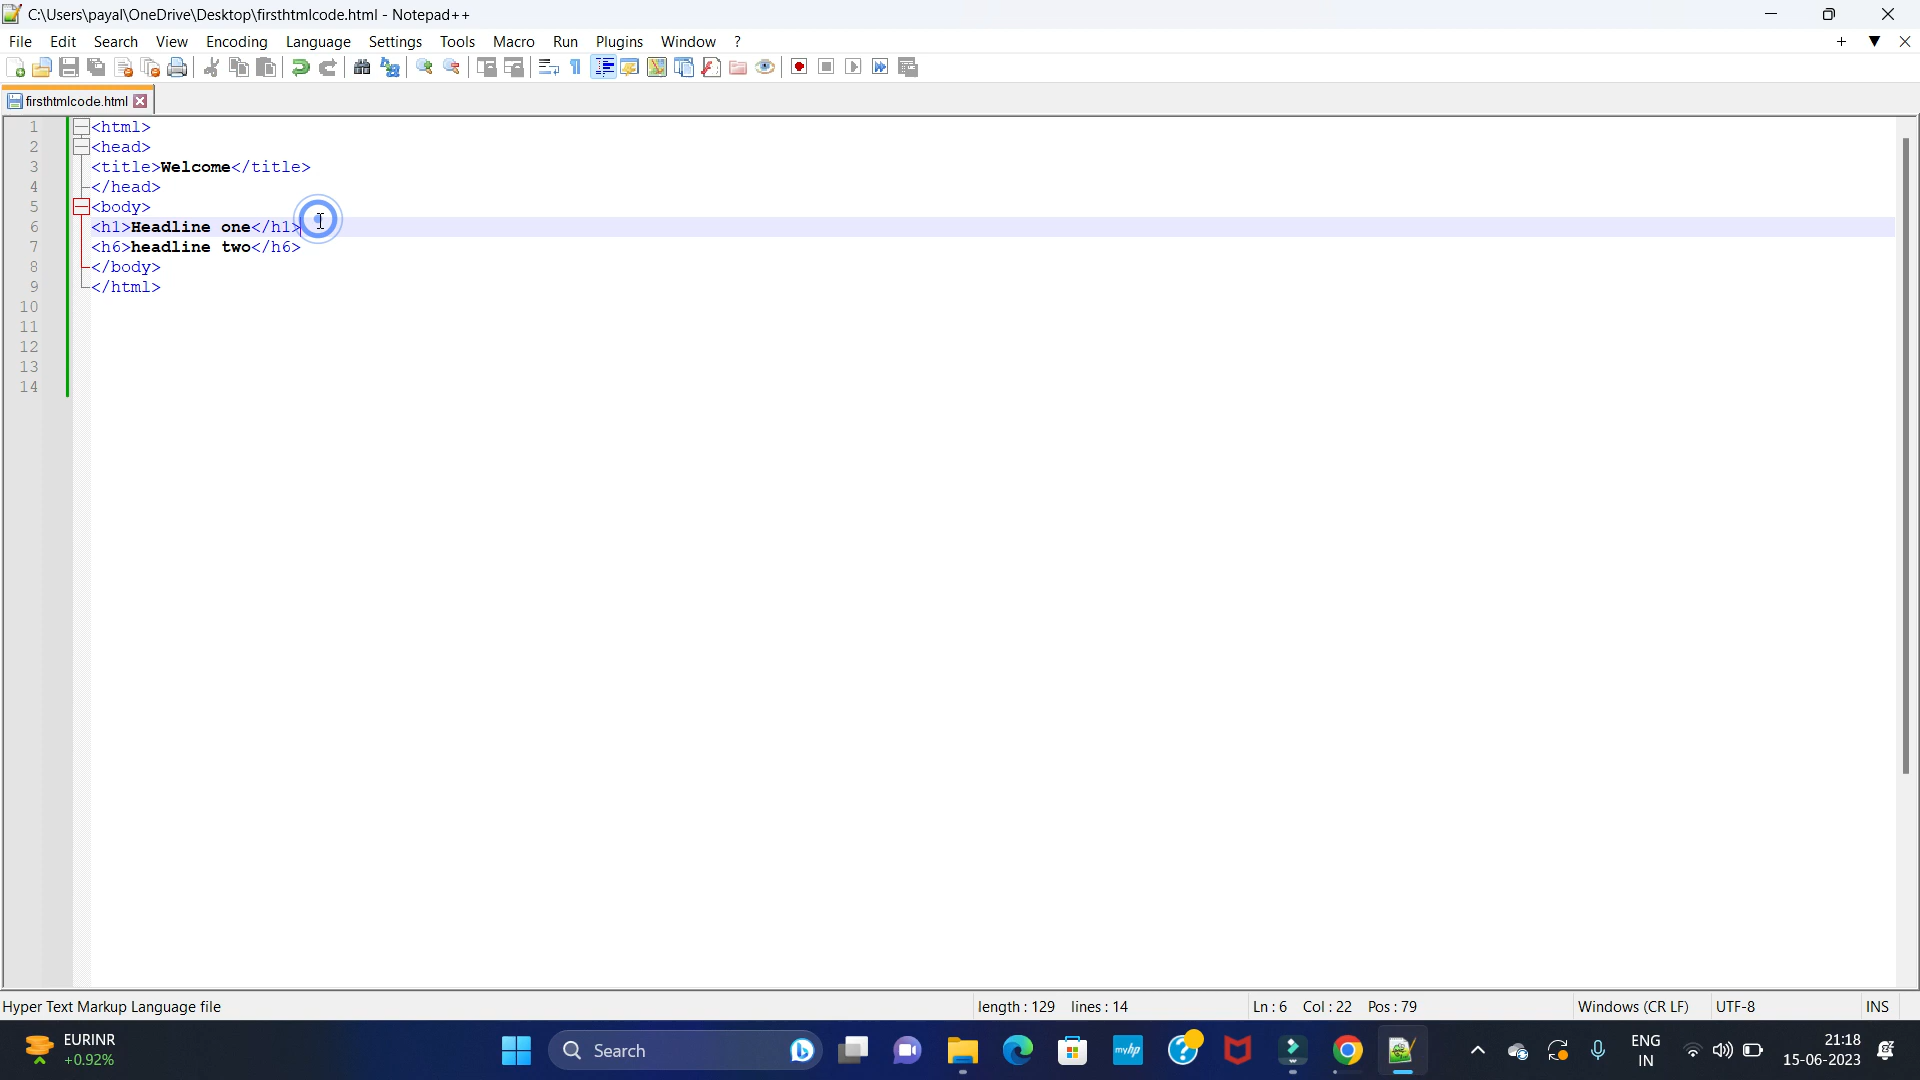 C:\Users\payal\OneDrive\Desktop\firsthtmlcode.html - Notepad++
File Edit Search View Encoding Language Settings Tools Macro Run Plugins Window ?
firsthtmlcode.html
1 <html>
2 <head>
3 <title>Welcome</title>
4 </head>
5 <body>
6 <h1>Headline one</h1>
7 <h6>headline two</h6>
8 </body>
9 </html>
10
11
12
13
14
Hyper Text Markup Language file length : 129 lines : 14 Ln : 6 Col : 22 Pos : 79 Windows (CR LF) UTF-8 INS
EURINR
+0.92%
Search
myhp
ENG
IN
21:18
15-06-2023